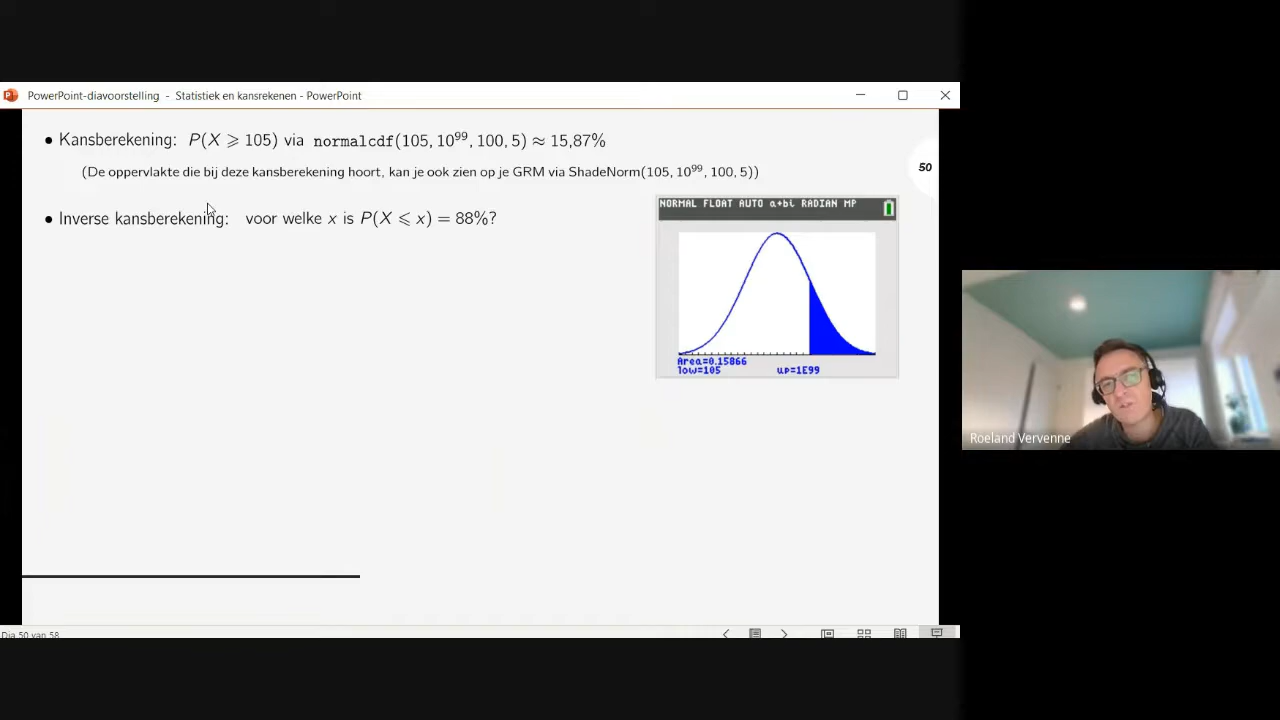 PowerPoint-diavoorstelling - Statistiek en kansrekenen - PowerPoint
• Kansberekening: P(X ⩾ 105) via normalcdf(105, 10⁹⁹, 100, 5) ≈ 15,87%
50
(De oppervlakte die bij deze kansberekening hoort, kan je ook zien op je GRM via ShadeNorm(105, 10⁹⁹, 100, 5))
• Inverse kansberekening: voor welke x is P(X ⩽ x) = 88%?
NORMAL FLOAT AUTO a+bi RADIAN MP
Area=0.15866
low=105 up=1E99
Roeland Vervenne
Dia 50 van 58